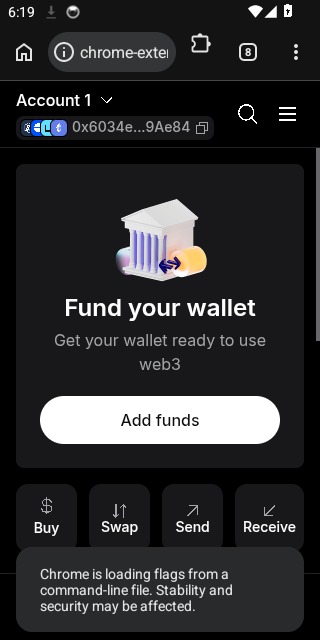 6:19
chrome-exte
8
Account 1
0x6034e...9Ae84
Fund your wallet
Get your wallet ready to use
web3
Add funds
Buy
Swap
Send
Receive
Chrome is loading flags from a
command-line file. Stability and
security may be affected.